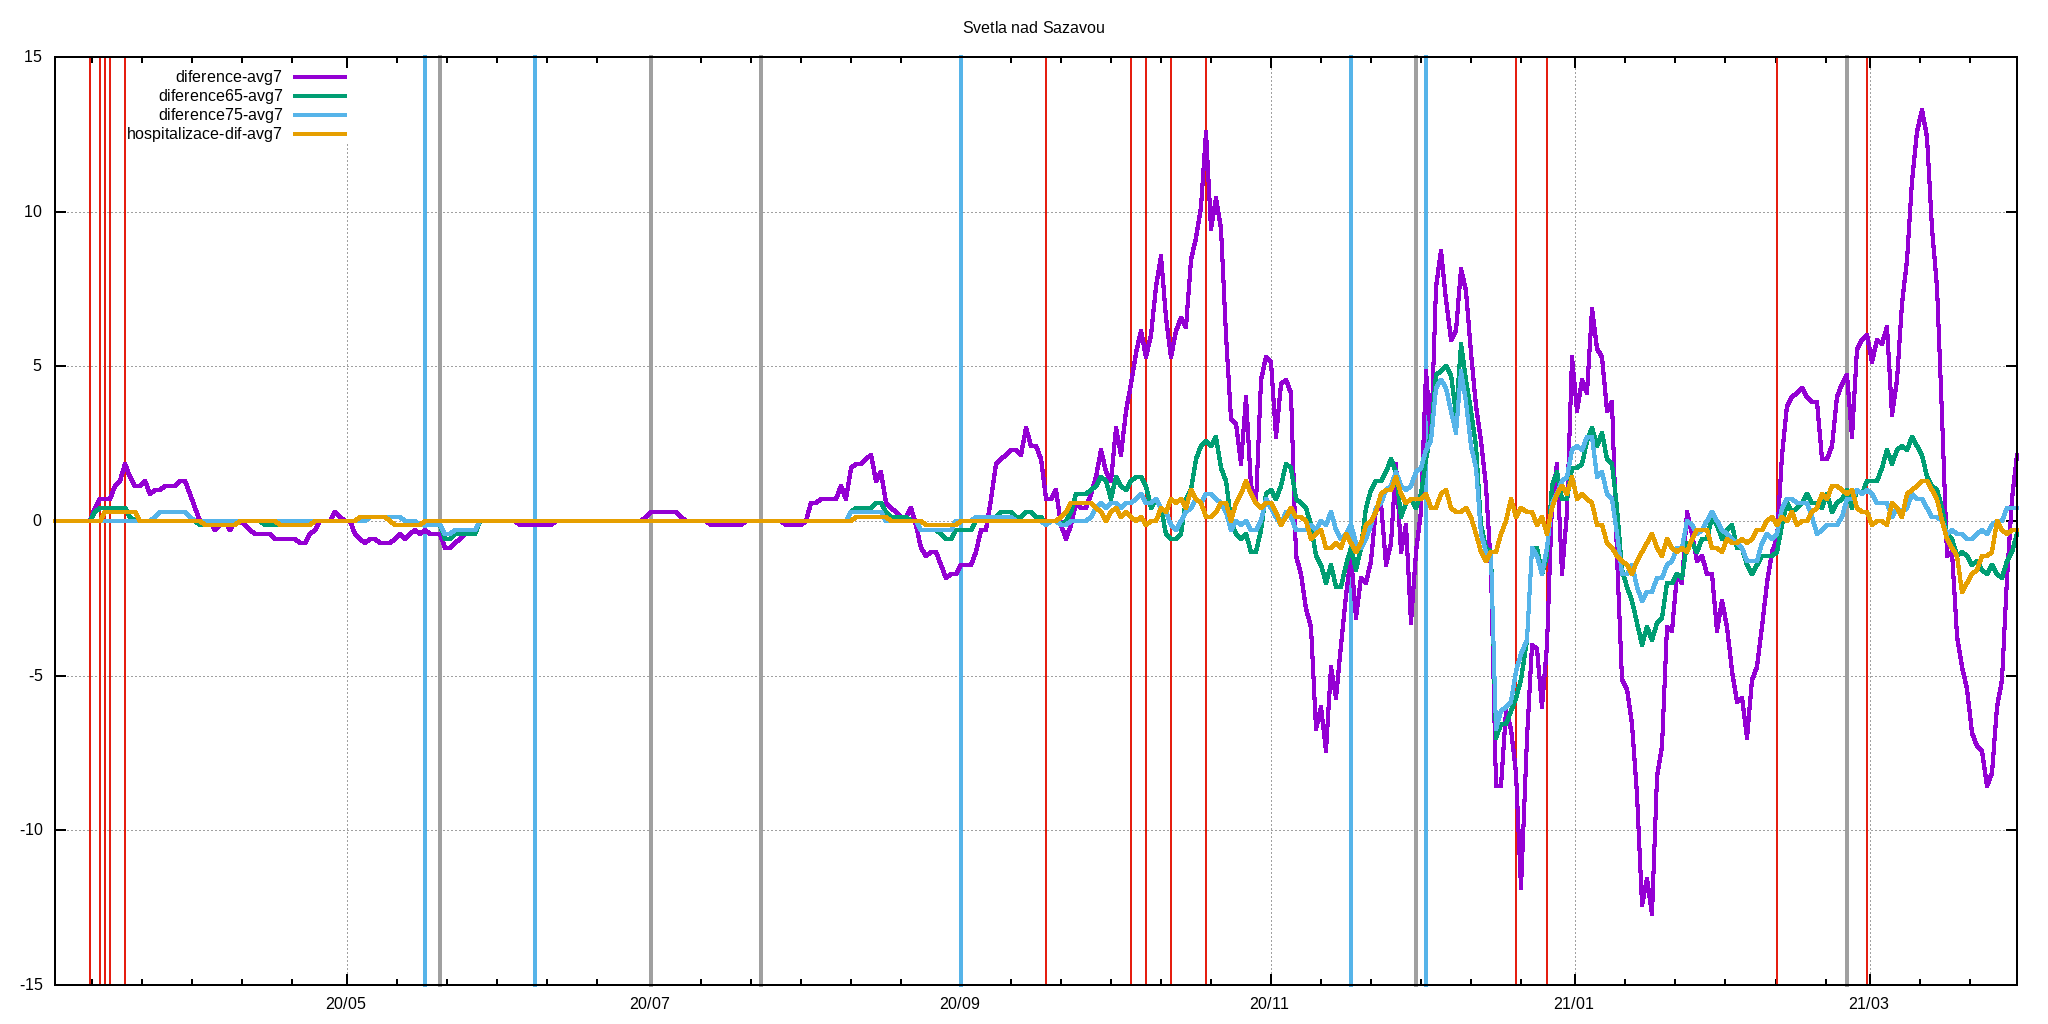 Svetla nad Sazavou
15
10
5
0
-5
-10
-15
diference-avg7
diference65-avg7
diference75-avg7
hospitalizace-dif-avg7
20/05
20/07
20/09
20/11
21/01
21/03